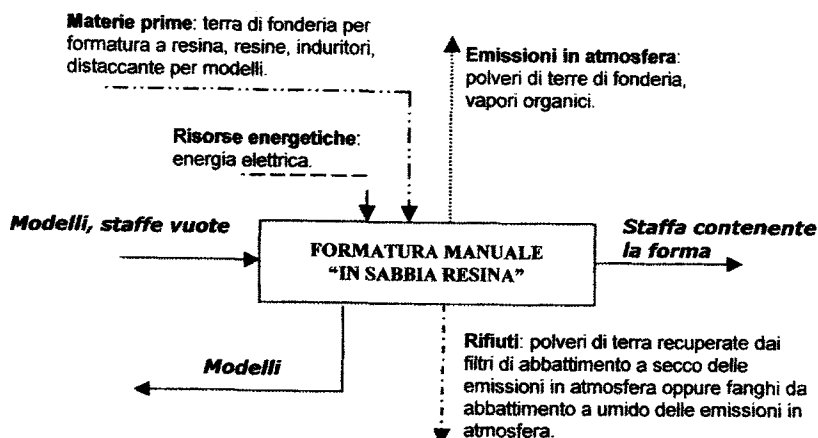 Materie prime: terra di fonderia per
formatura a resina, resine, induritori,
distaccante per modelli.
Emissioni in atmosfera:
polveri di terre di fonderia,
vapori organici.
Risorse energetiche:
energia elettrica.
Modelli, staffe vuote
FORMATURA MANUALE
“IN SABBIA RESINA”
Staffa contenente
la forma
Modelli
Rifiuti: polveri di terra recuperate dai
filtri di abbattimento a secco delle
emissioni in atmosfera oppure fanghi da
abbattimento a umido delle emissioni in
atmosfera.